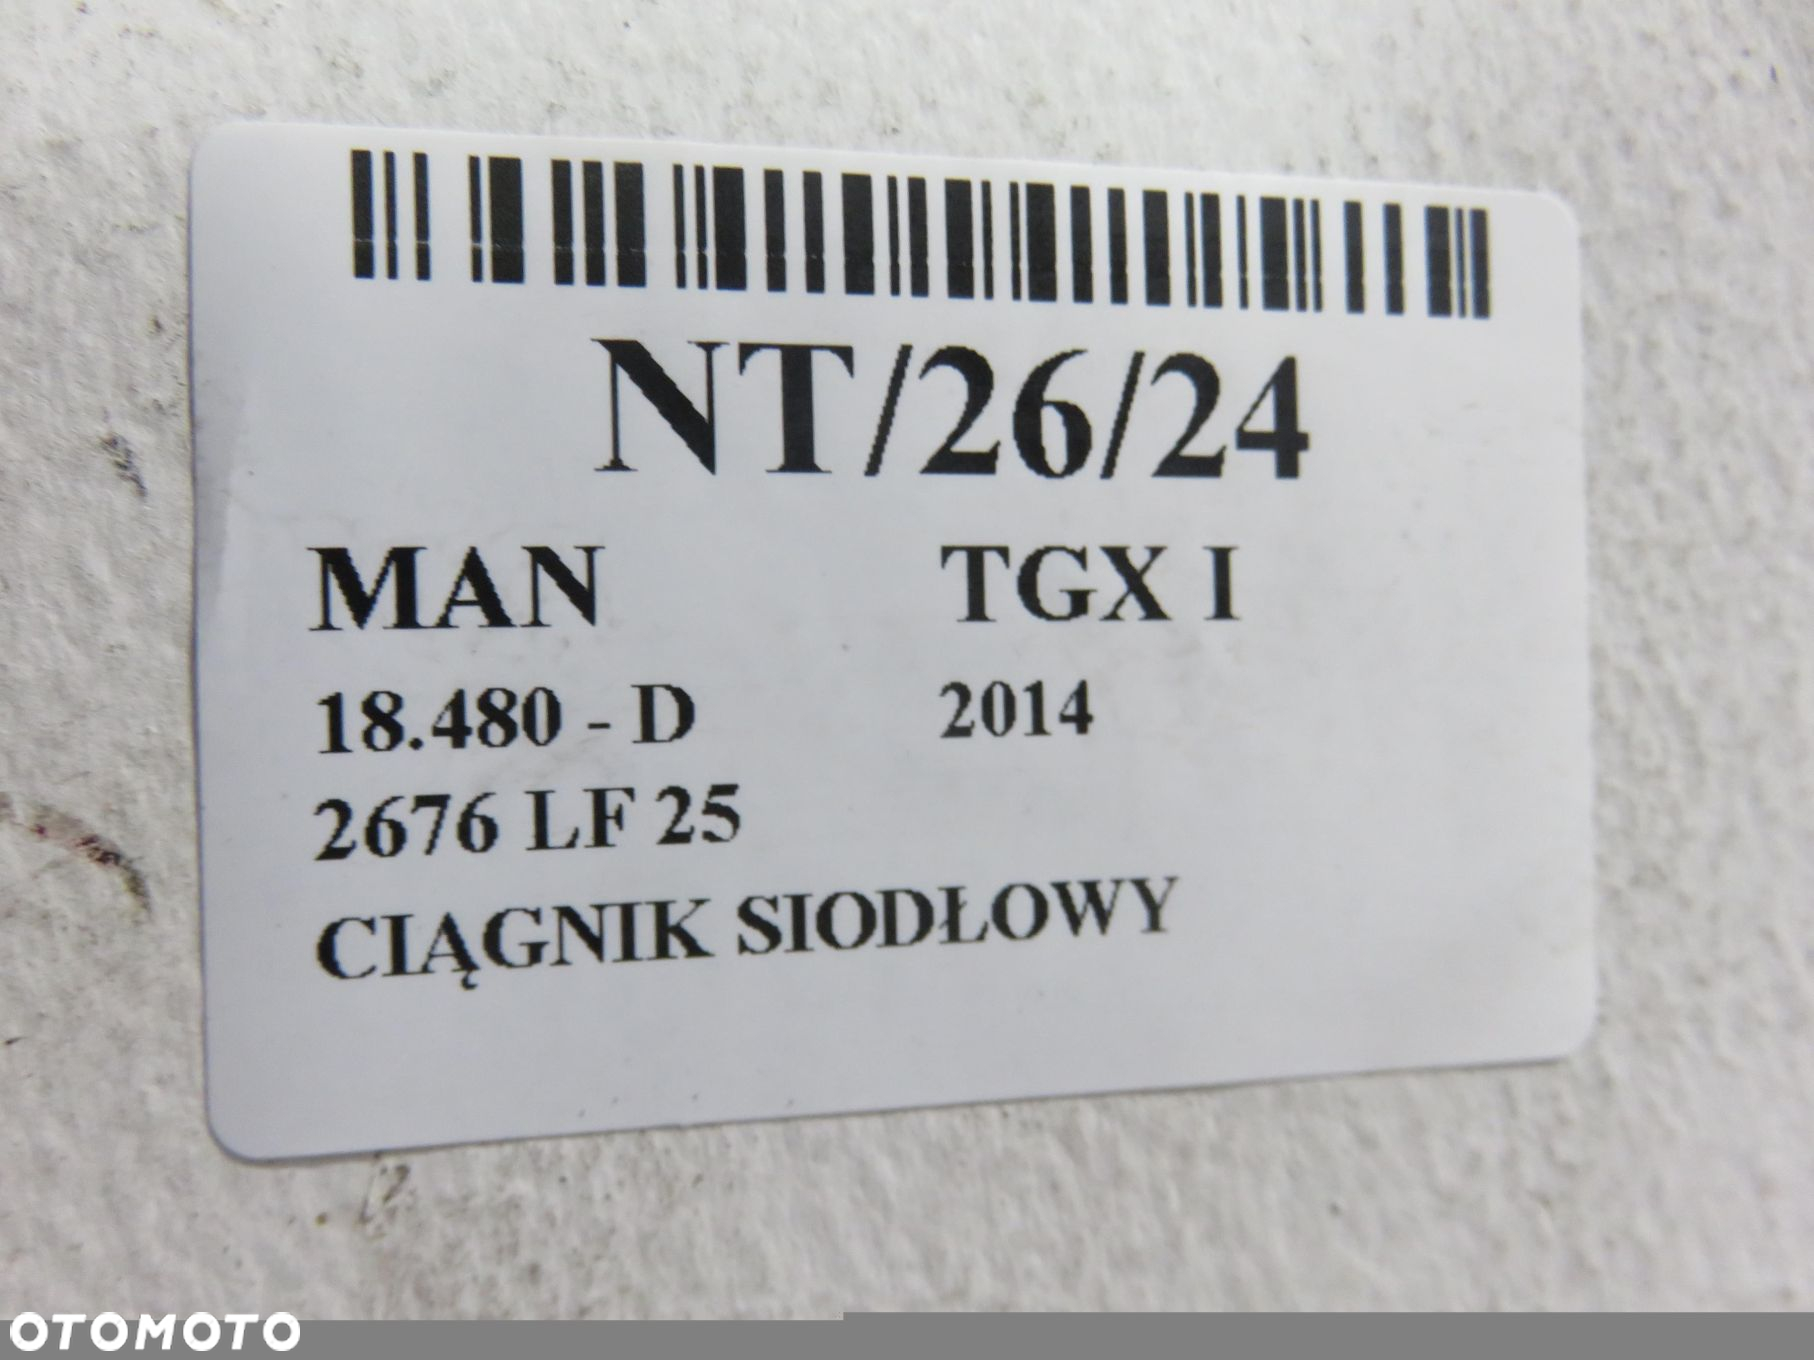 NT/26/24
MAN TGX I
18.480 - D 2014
2676 LF 25
CIĄGNIK SIODŁOWY
OTOMOTO